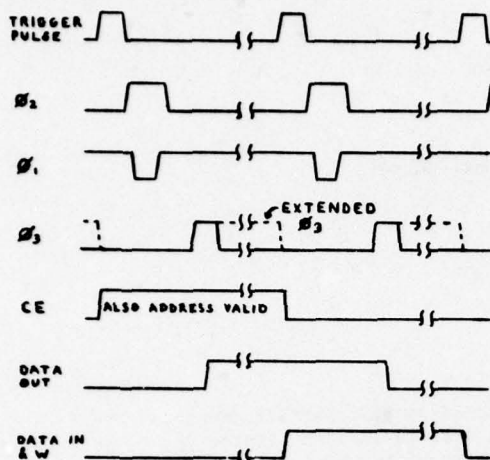 TRIGGER
PULSE
Ø2
Ø1
EXTENDED
Ø3
Ø3
CE
ALSO ADDRESS VALID
DATA
OUT
DATA IN
& W